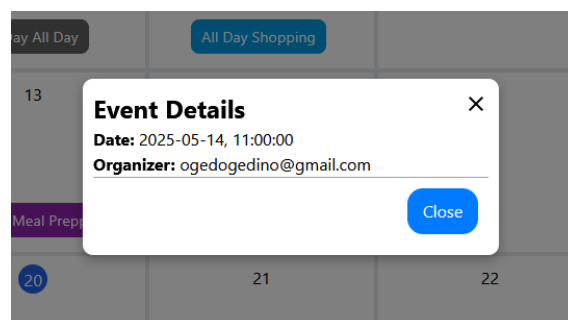 ay All Day
All Day Shopping
13
Event Details
Date: 2025-05-14, 11:00:00
Organizer: ogedogedino@gmail.com
Close
Meal Prepp
20
21
22